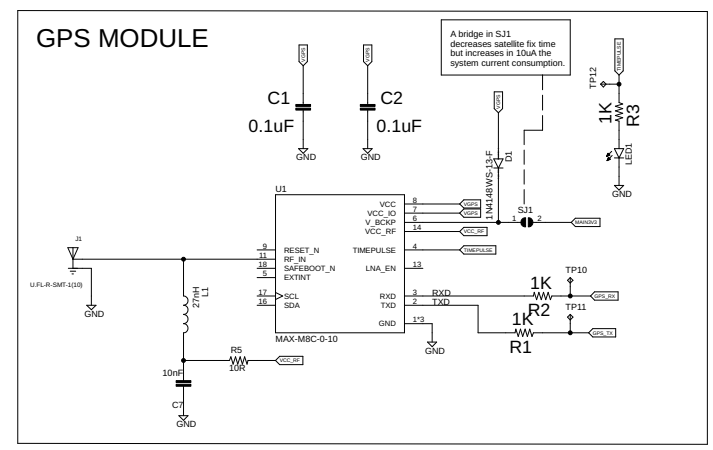 GPS MODULE
A bridge in SJ1
decreases satellite fix time
but increases in 10uA the
system current consumption.
VGPS
VGPS
C1
0.1uF
GND
C2
0.1uF
GND
VGPS
D1
1N4148WS-13-F
TIMEPULSE
TP12
1K
R3
LED1
GND
U1
VCC 8 VGPS
VCC_IO 7 VGPS
V_BCKP 6
SJ1
1 2 MAIN3V3
VCC_RF 14 VCC_RF
TIMEPULSE 4 TIMEPULSE
LNA_EN 13
9 RESET_N
11 RF_IN
18 SAFEBOOT_N
5 EXTINT
17 SCL
16 SDA
RXD 3 RXD
TXD 2 TXD
GND 1*3
GND
MAX-M8C-0-10
1K
R2
TP10
GPS_RX
1K
R1
TP11
GPS_TX
J1
U.FL-R-SMT-1(10)
GND
27nH
L1
R5
10R
VCC_RF
10nF
C7
GND